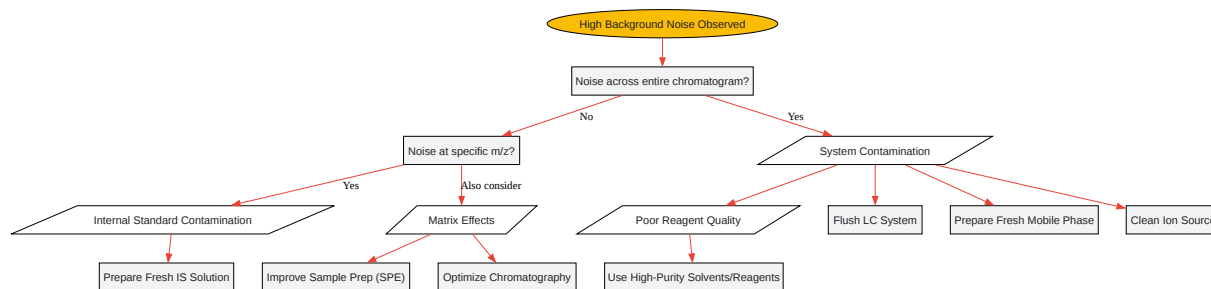 High Background Noise Observed
Noise across entire chromatogram?
No
Yes
Noise at specific m/z?
System Contamination
Yes
Also consider
Internal Standard Contamination
Matrix Effects
Poor Reagent Quality
Flush LC System
Prepare Fresh Mobile Phase
Clean Ion Source
Prepare Fresh IS Solution
Improve Sample Prep (SPE)
Optimize Chromatography
Use High-Purity Solvents/Reagents